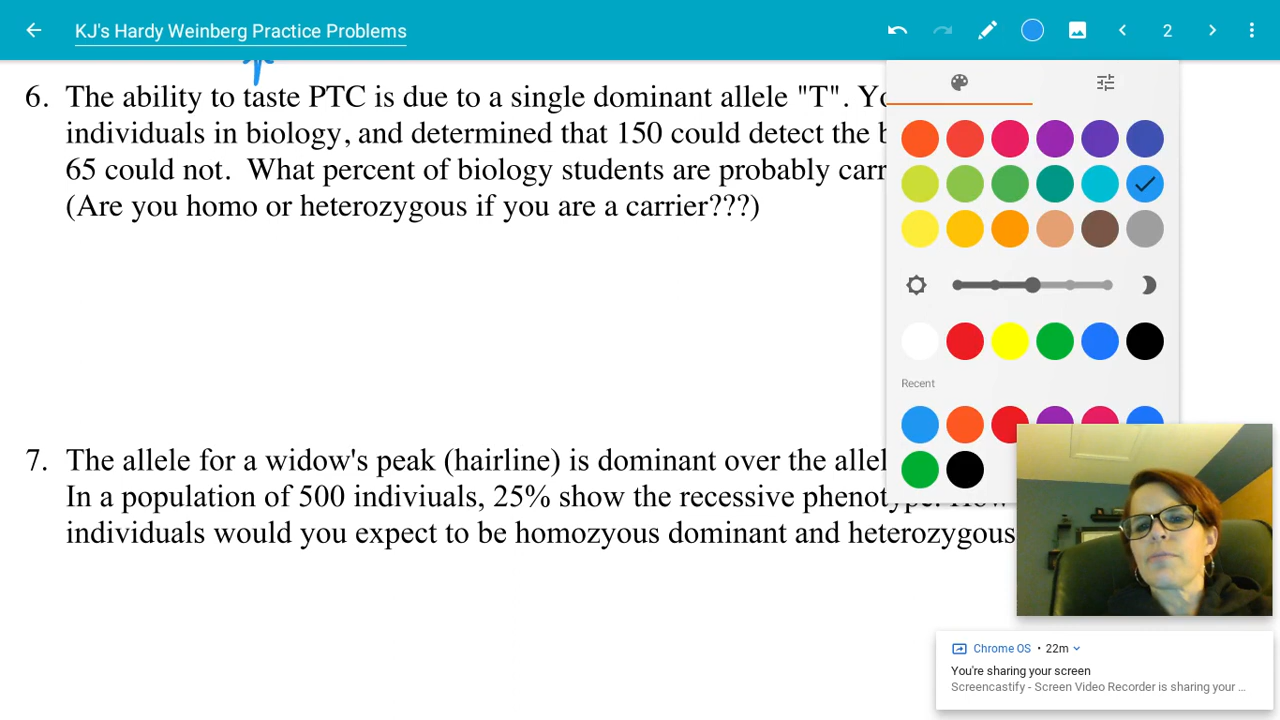 KJ's Hardy Weinberg Practice Problems
2
6. The ability to taste PTC is due to a single dominant allele "T".
individuals in biology, and determined that 150 could detect the
65 could not. What percent of biology students are probably
(Are you homo or heterozygous if you are a carrier???)
Recent
7. The allele for a widow's peak (hairline) is dominant over the
In a population of 500 indiviuals, 25% show the recessive phenotype.
individuals would you expect to be homozyous dominant and heterozygous
Chrome OS • 22m
You're sharing your screen
Screencastify - Screen Video Recorder is sharing your ...